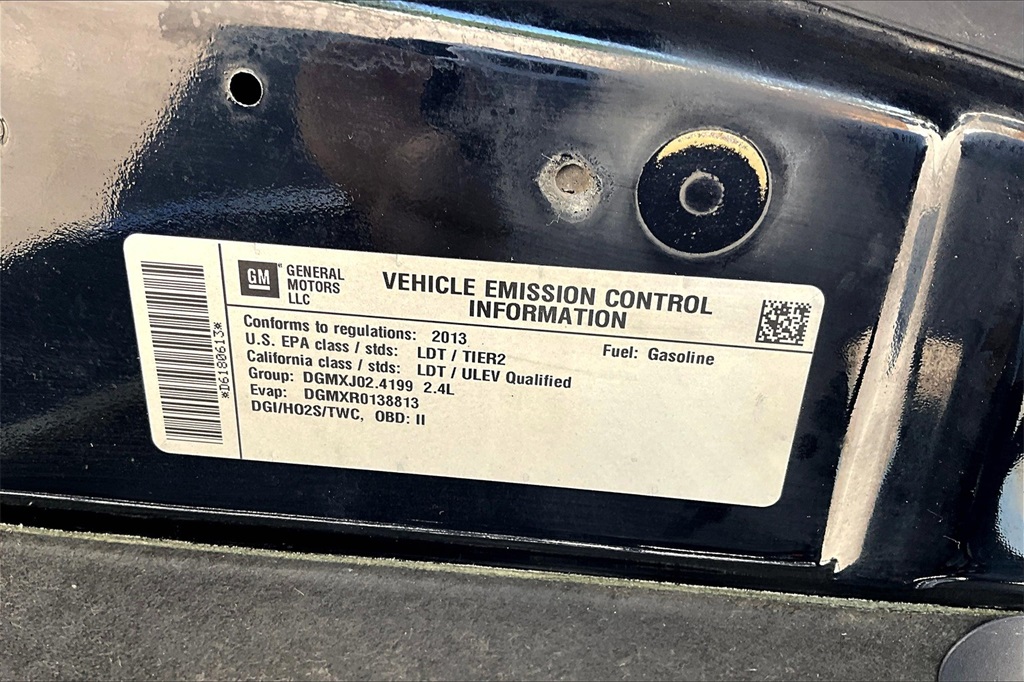 *D6180613*
GM
GENERAL
MOTORS
LLC
VEHICLE EMISSION CONTROL
INFORMATION
Conforms to regulations: 2013
Fuel: Gasoline
U.S. EPA class / stds: LDT / TIER2
California class / stds: LDT / ULEV Qualified
Group: DGMXJ02.4199 2.4L
Evap: DGMXR0138813
DGI/HO2S/TWC, OBD: II